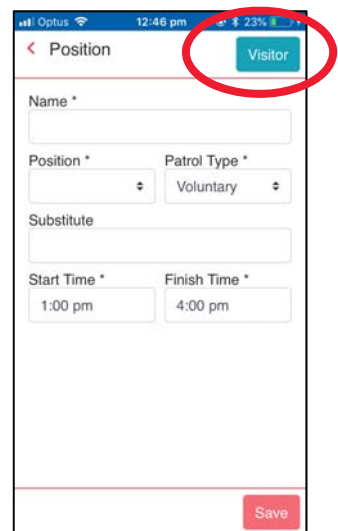 Optus 12:46 pm 23%
Position Visitor
Name *
Position * Patrol Type *
Voluntary
Substitute
Start Time * Finish Time *
1:00 pm 4:00 pm
Save